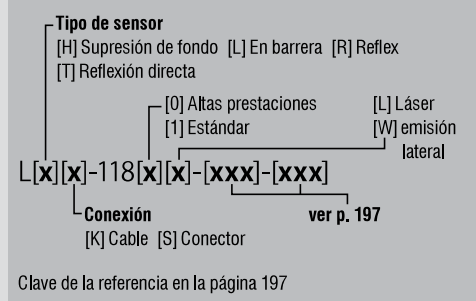 Tipo de sensor
[H] Supresión de fondo [L] En barrera [R] Reflex
[T] Reflexión directa
[0] Altas prestaciones [L] Láser
[1] Estándar [W] emisión
lateral
L[x][x]-118[x][x]-[xxx]-[xxx]
Conexión ver p. 197
[K] Cable [S] Conector
Clave de la referencia en la página 197